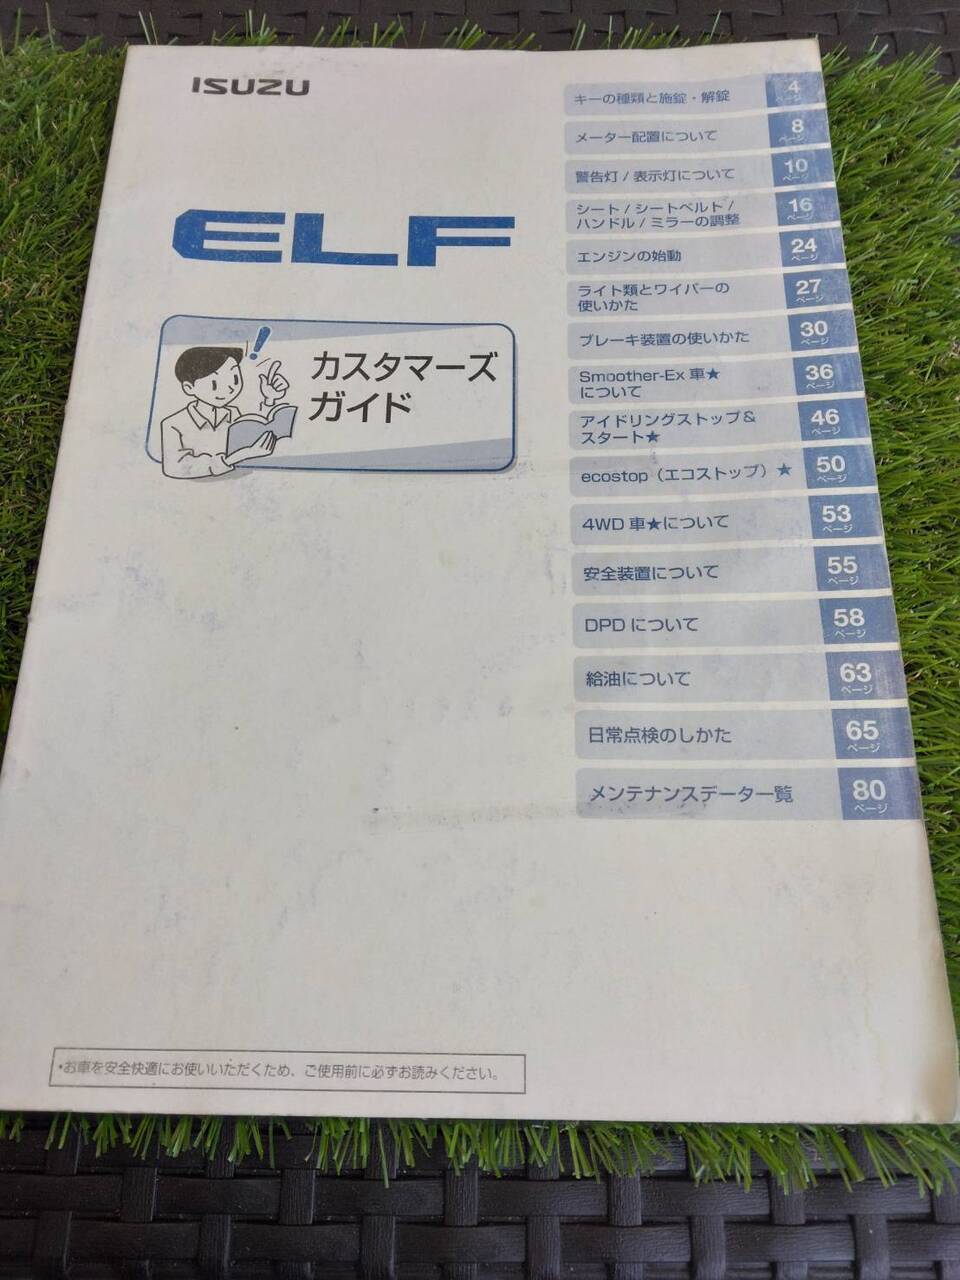 ISUZU
ELF
カスタマーズ
ガイド
キーの種類と施錠・解錠
4
ページ
メーター配置について
8
ページ
警告灯 / 表示灯について
10
ページ
シート / シートベルト /
ハンドル / ミラーの調整
16
ページ
エンジンの始動
24
ページ
ライト類とワイパーの
使いかた
27
ページ
ブレーキ装置の使いかた
30
ページ
Smoother-Ex 車★
について
36
ページ
アイドリングストップ＆
スタート★
46
ページ
ecostop（エコストップ）★
50
ページ
4WD 車★について
53
ページ
安全装置について
55
ページ
DPD について
58
ページ
給油について
63
ページ
日常点検のしかた
65
ページ
メンテナンスデータ一覧
80
ページ
・お車を安全快適にお使いいただくため、ご使用前に必ずお読みください。